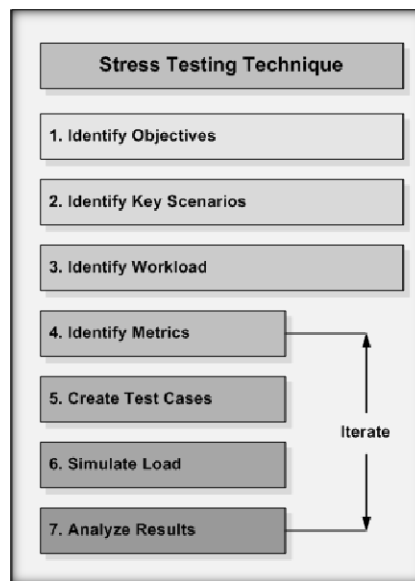 Stress Testing Technique
1. Identify Objectives
2. Identify Key Scenarios
3. Identify Workload
4. Identify Metrics
5. Create Test Cases
Iterate
6. Simulate Load
7. Analyze Results